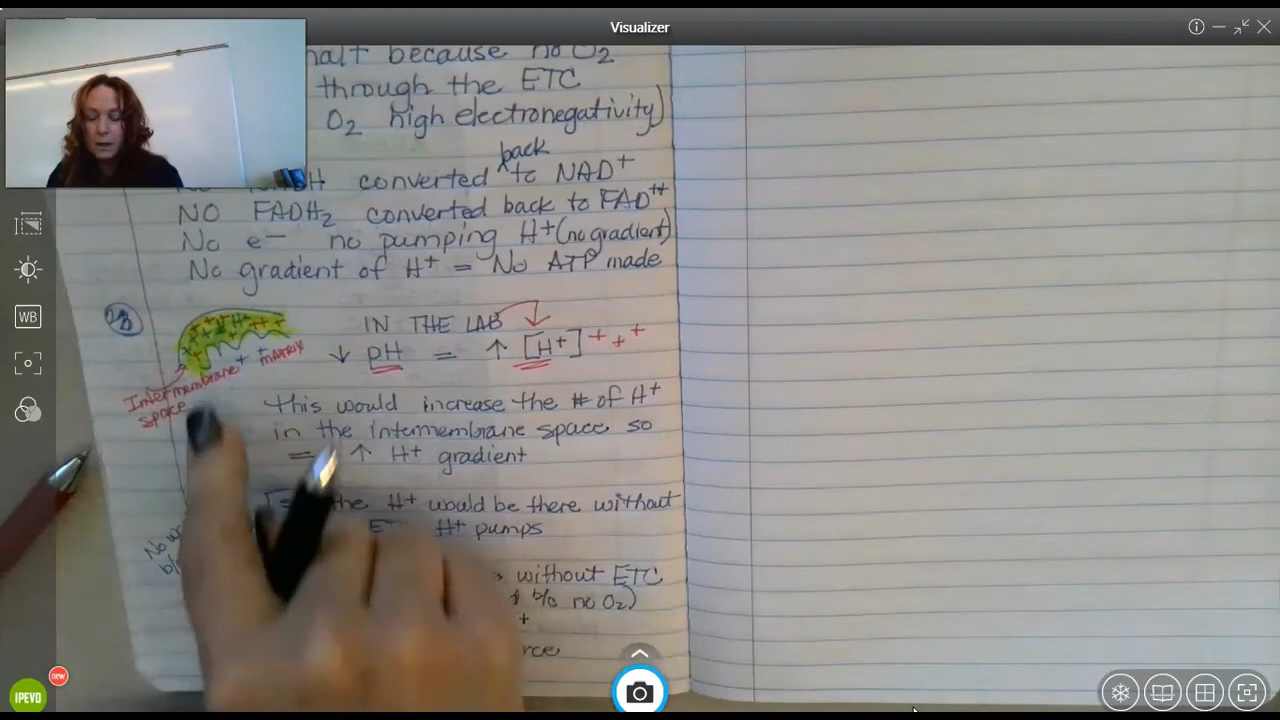 Visualizer
halt because no O2
through the ETC
O2 high electronegativity)
back
converted ^ to NAD+
NO FADH2 converted back to FAD++
No e- no pumping H+ (no gradient)
No gradient of H+ = No ATP made
IN THE LAB
↓ pH = ↑ [H+] + + +
matrix
Intermembrane
space
this would increase the # of H+
in the intermembrane space so
= ↑ H+ gradient
the H+ would be there without
H+ pumps
without ETC
b/c no O2)
+
WB
IPEVO
new